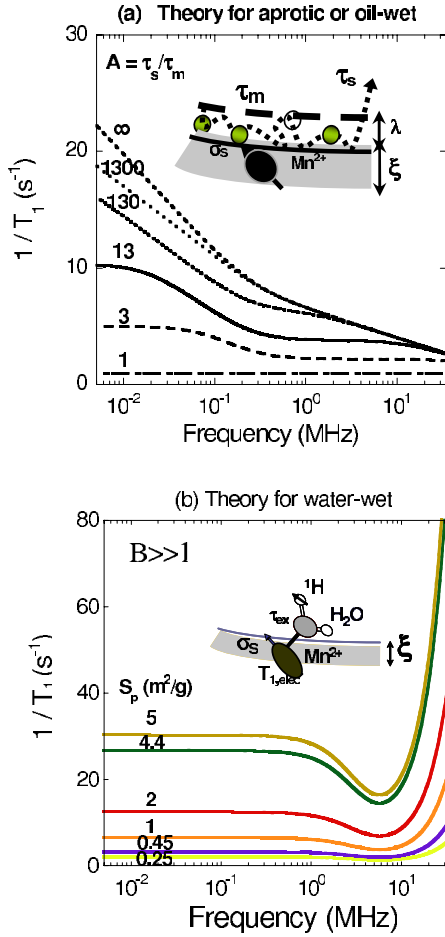 (a) Theory for aprotic or oil-wet
30
20
10
0
1 / T₁ (s⁻¹)
A = τs/τm
τm
τs
λ
ξ
σS
Mn²⁺
∞
1300
130
13
3
1
10⁻² 10⁻¹ 10⁰ 10¹
Frequency (MHz)
(b) Theory for water-wet
80
60
40
20
0
1 / T₁ (s⁻¹)
B>>1
¹H
τex
H₂O
σS
Mn²⁺
ξ
T₁,elec
Sp (m²/g)
5
4.4
2
1
0.45
0.25
10⁻² 10⁻¹ 10⁰ 10¹
Frequency (MHz)